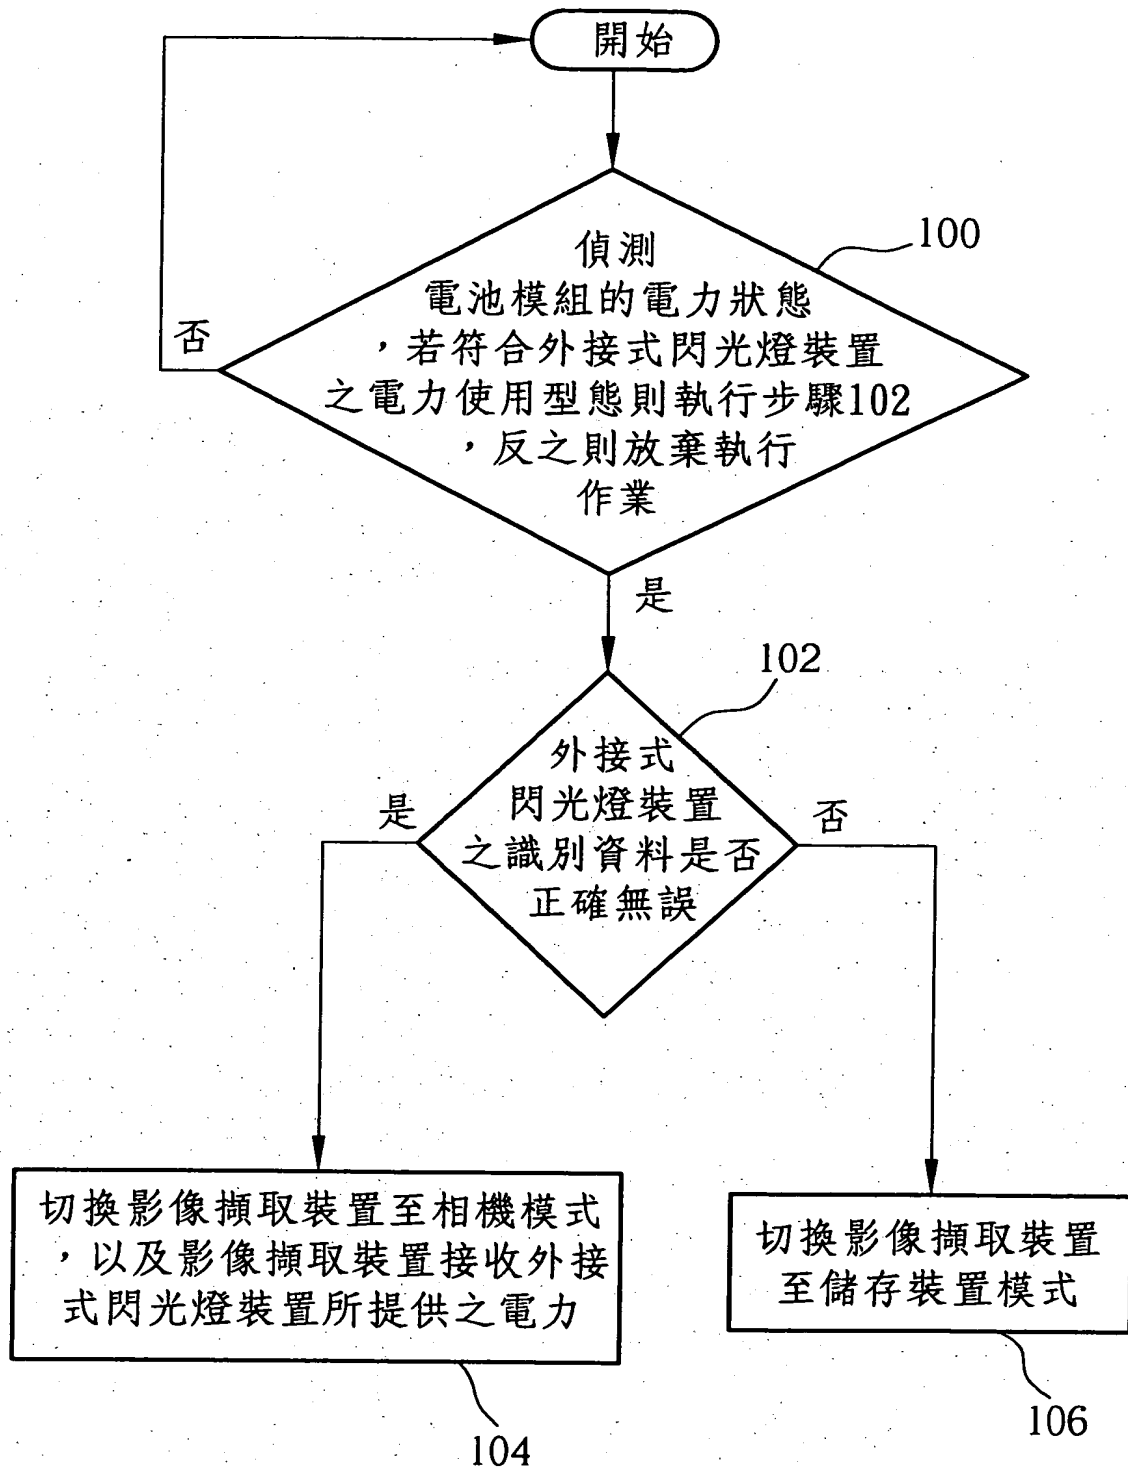 開始
100
偵測
電池模組的電力狀態
，若符合外接式閃光燈裝置
之電力使用型態則執行步驟102
，反之則放棄執行
作業
否
是
102
外接式
閃光燈裝置
之識別資料是否
正確無誤
是
否
切換影像擷取裝置至相機模式
，以及影像擷取裝置接收外接
式閃光燈裝置所提供之電力
104
切換影像擷取裝置
至儲存裝置模式
106